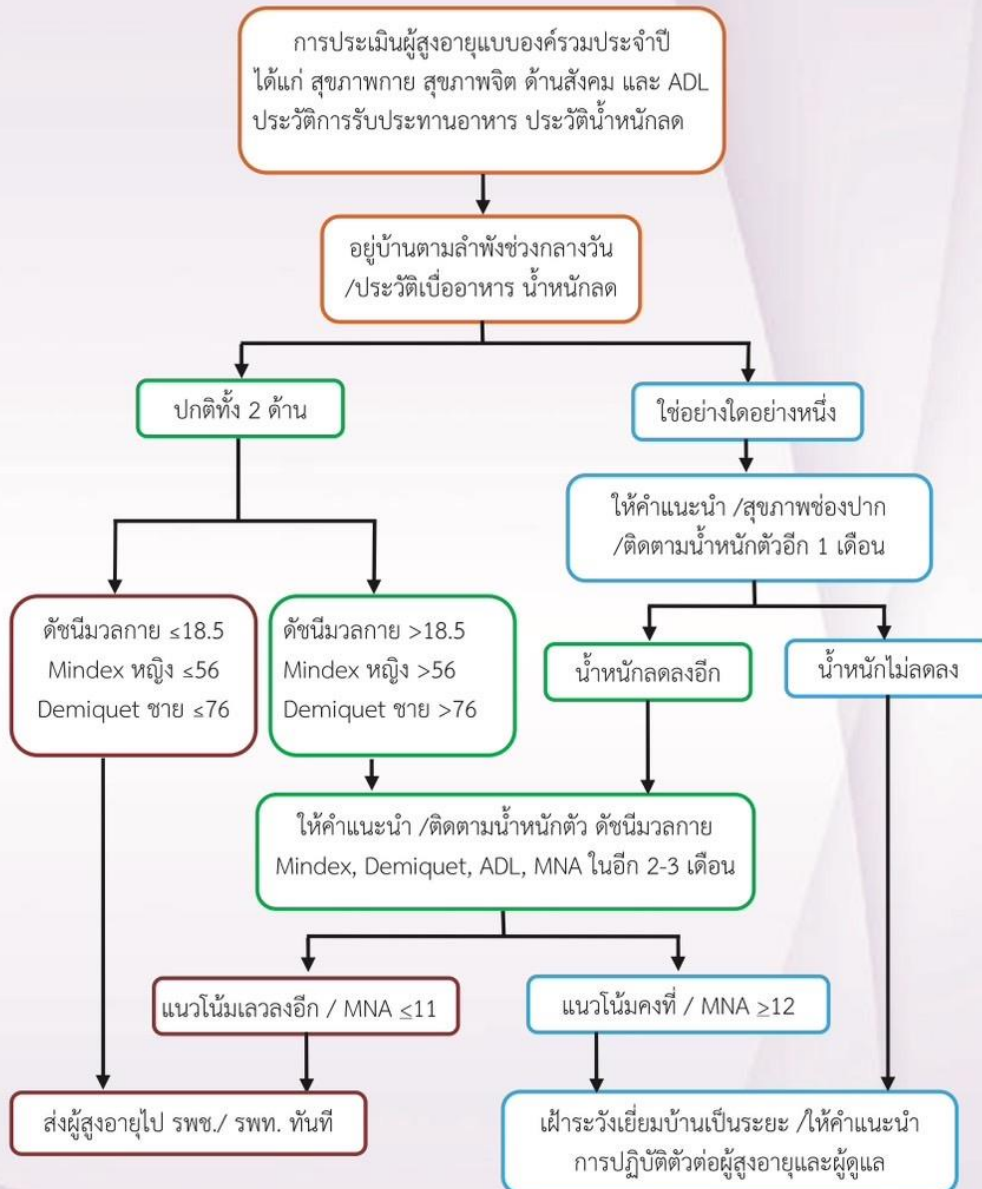 การประเมินผู้สูงอายุแบบองค์รวมประจำปี
ได้แก่ สุขภาพกาย สุขภาพจิต ด้านสังคม และ ADL
ประวัติการรับประทานอาหาร ประวัติน้ำหนักลด
อยู่บ้านตามลำพังช่วงกลางวัน
/ประวัติเบื่ออาหาร น้ำหนักลด
ปกติทั้ง 2 ด้าน
ใช่อย่างใดอย่างหนึ่ง
ให้คำแนะนำ /สุขภาพช่องปาก
/ติดตามน้ำหนักตัวอีก 1 เดือน
ดัชนีมวลกาย ≤18.5
Mindex หญิง ≤56
Demiquet ชาย ≤76
ดัชนีมวลกาย >18.5
Mindex หญิง >56
Demiquet ชาย >76
น้ำหนักลดลงอีก
น้ำหนักไม่ลดลง
ให้คำแนะนำ /ติดตามน้ำหนักตัว ดัชนีมวลกาย
Mindex, Demiquet, ADL, MNA ในอีก 2-3 เดือน
แนวโน้มเลวลงอีก / MNA ≤11
แนวโน้มคงที่ / MNA ≥12
ส่งผู้สูงอายุไป รพช./ รพท. ทันที
เฝ้าระวังเยี่ยมบ้านเป็นระยะ /ให้คำแนะนำ
การปฏิบัติตัวต่อผู้สูงอายุและผู้ดูแล